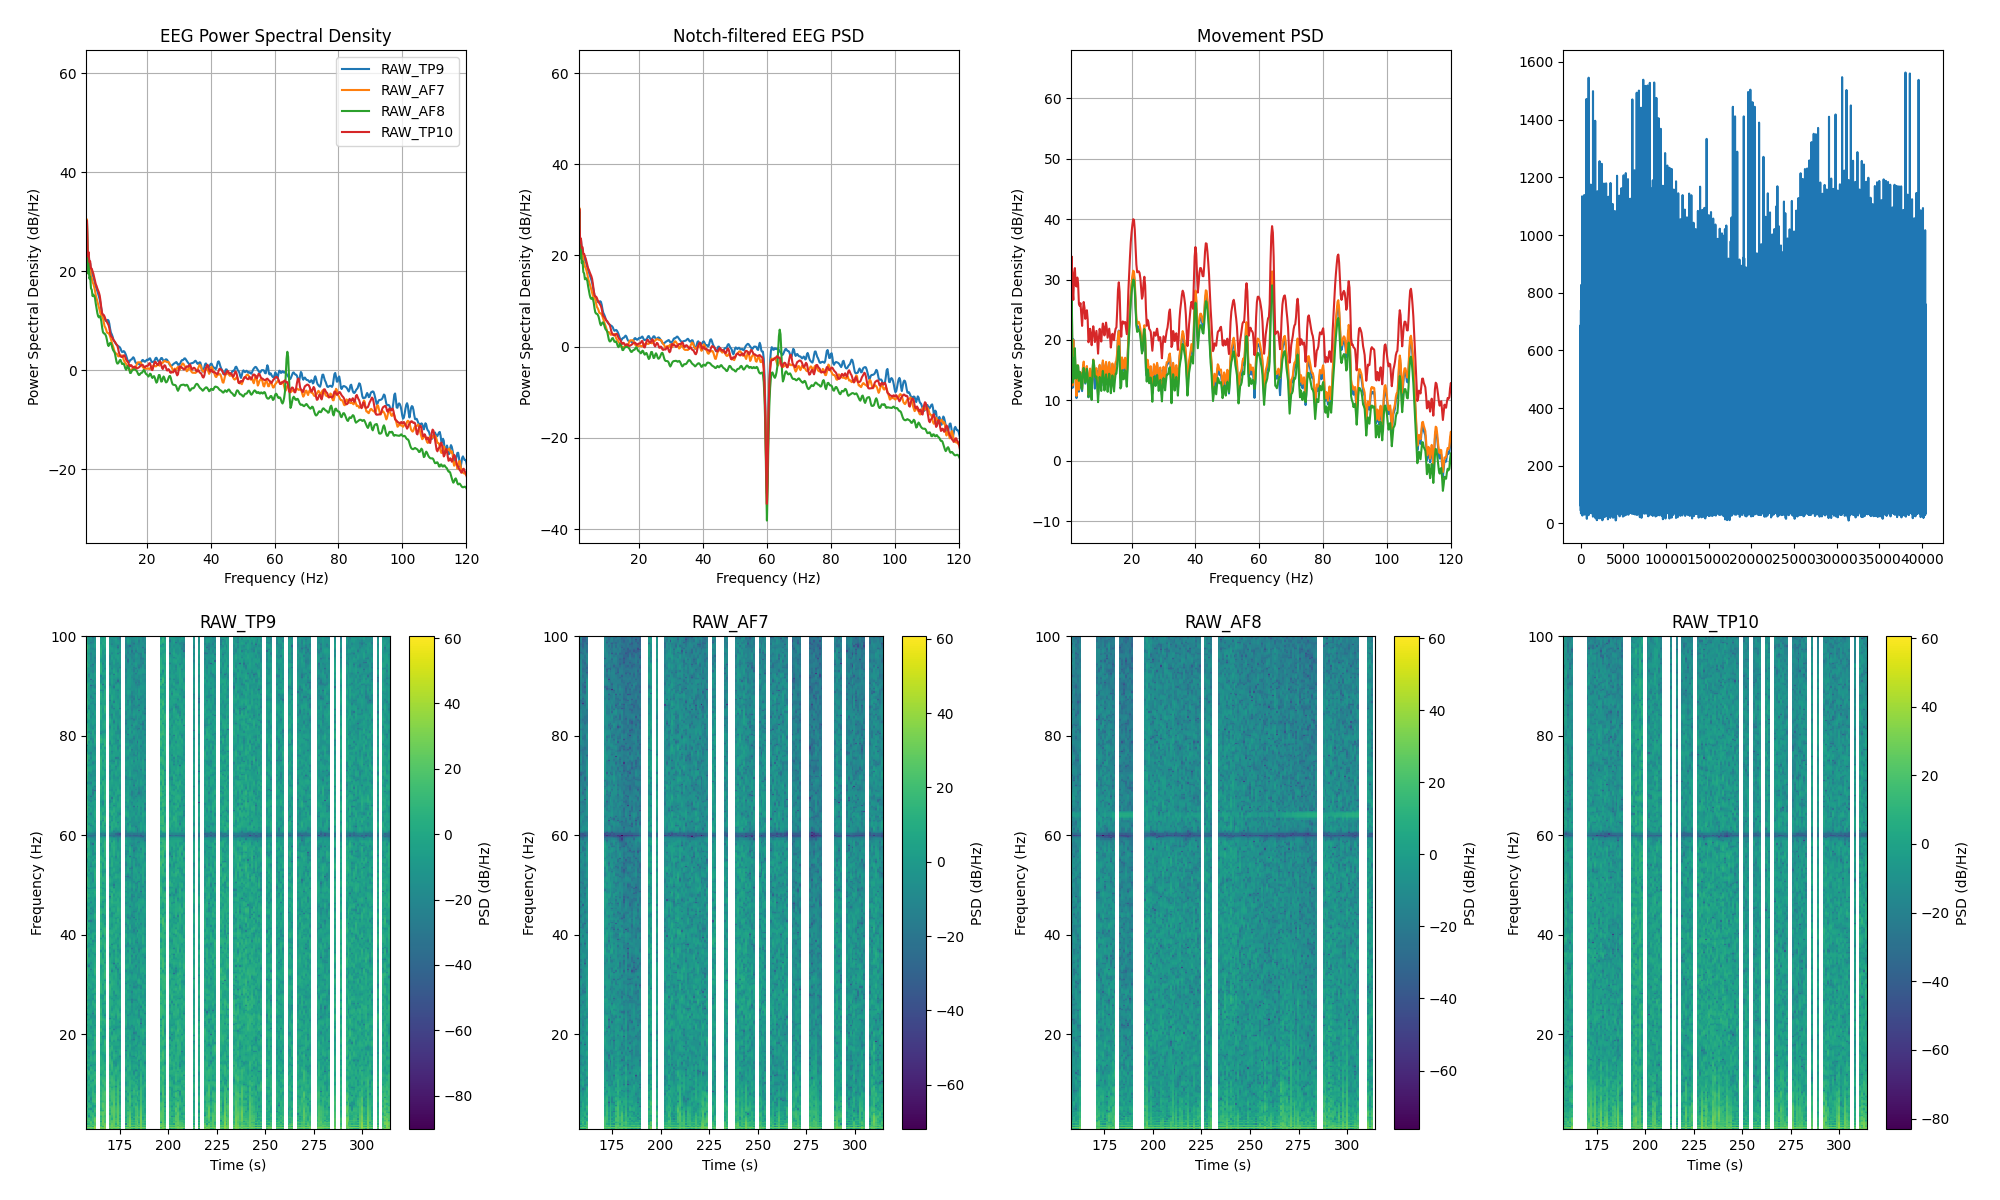 EEG Power Spectral Density
Power Spectral Density (dB/Hz)
60
40
20
0
−20
RAW_TP9
RAW_AF7
RAW_AF8
RAW_TP10
20 40 60 80 100 120
Frequency (Hz)
Notch-filtered EEG PSD
Power Spectral Density (dB/Hz)
60
40
20
0
−20
−40
20 40 60 80 100 120
Frequency (Hz)
Movement PSD
Power Spectral Density (dB/Hz)
60
50
40
30
20
10
0
−10
20 40 60 80 100 120
Frequency (Hz)
1600
1400
1200
1000
800
600
400
200
0
0 5000 10000 15000 20000 25000 30000 35000 40000
RAW_TP9
Frequency (Hz)
100
80
60
40
20
175 200 225 250 275 300
Time (s)
60
40
20
0
−20
−40
−60
−80
PSD (dB/Hz)
RAW_AF7
Frequency (Hz)
100
80
60
40
20
175 200 225 250 275 300
Time (s)
60
40
20
0
−20
−40
−60
PSD (dB/Hz)
RAW_AF8
Frequency (Hz)
100
80
60
40
20
175 200 225 250 275 300
Time (s)
60
40
20
0
−20
−40
−60
PSD (dB/Hz)
RAW_TP10
Frequency (Hz)
100
80
60
40
20
175 200 225 250 275 300
Time (s)
60
40
20
0
−20
−40
−60
−80
PSD (dB/Hz)